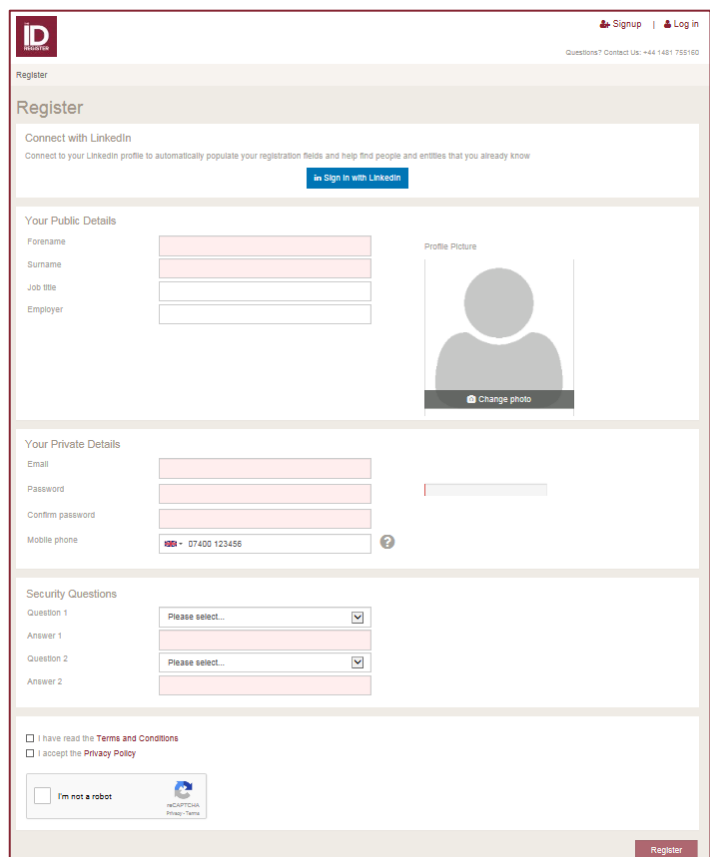 THE
ID
REGISTER
Signup | Log in
Questions? Contact Us: +44 1481 755160
Register
Register
Connect with LinkedIn
Connect to your LinkedIn profile to automatically populate your registration fields and help find people and entities that you already know
in Sign in with LinkedIn
Your Public Details
Forename
Profile Picture
Surname
Job title
Employer
Change photo
Your Private Details
Email
Password
Confirm password
Mobile phone
07400 123456
?
Security Questions
Question 1
Please select...
Answer 1
Question 2
Please select...
Answer 2
I have read the Terms and Conditions
I accept the Privacy Policy
I'm not a robot
reCAPTCHA
Privacy - Terms
Register